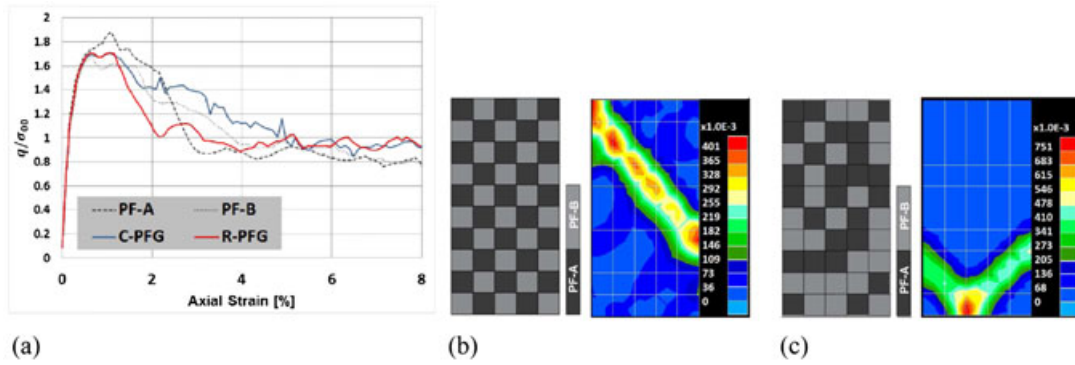 2
1.8
1.6
1.4
1.2
1
0.8
0.6
0.4
0.2
0
q/σ00
PF-A
PF-B
C-PFG
R-PFG
0 2 4 6 8
Axial Strain [%]
(a)
PF-A PF-B
x1.0E-3
401
365
328
292
255
219
182
146
109
73
36
0
(b)
PF-A PF-B
x1.0E-3
751
683
615
546
478
410
341
273
205
136
68
0
(c)